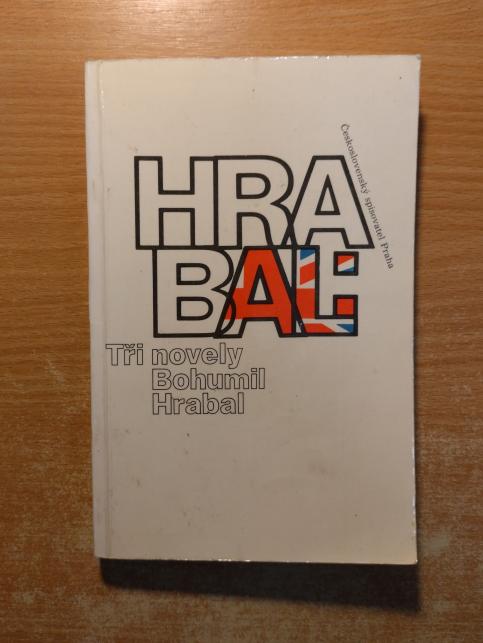 HRA
BAL:
Tři novely
Bohumil
Hrabal
Československý spisovatel Praha